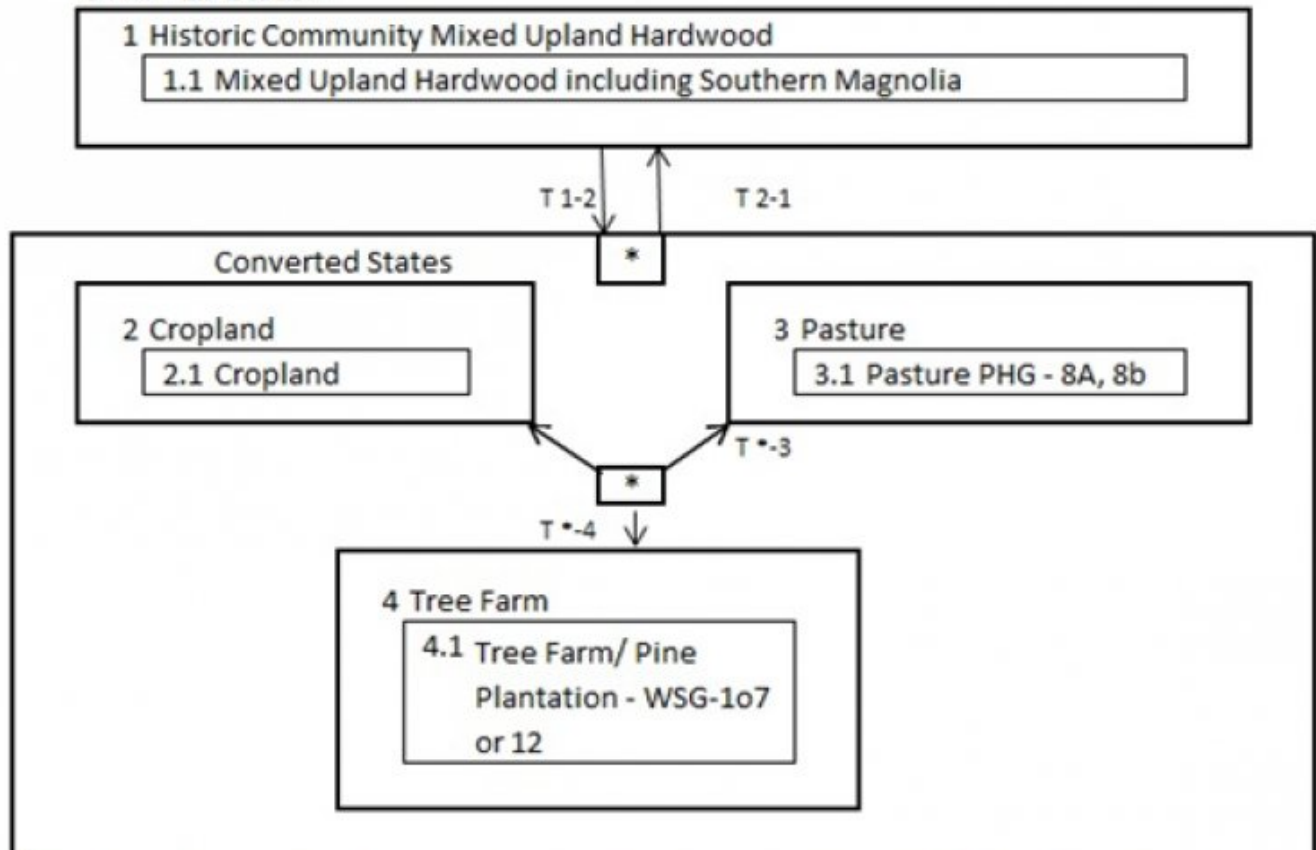 1 Historic Community Mixed Upland Hardwood
1.1 Mixed Upland Hardwood including Southern Magnolia
T 1-2
T 2-1
*
Converted States
2 Cropland
2.1 Cropland
3 Pasture
3.1 Pasture PHG - 8A, 8b
T *-3
*
T *-4
4 Tree Farm
4.1 Tree Farm/ Pine
Plantation - WSG-1o7
or 12